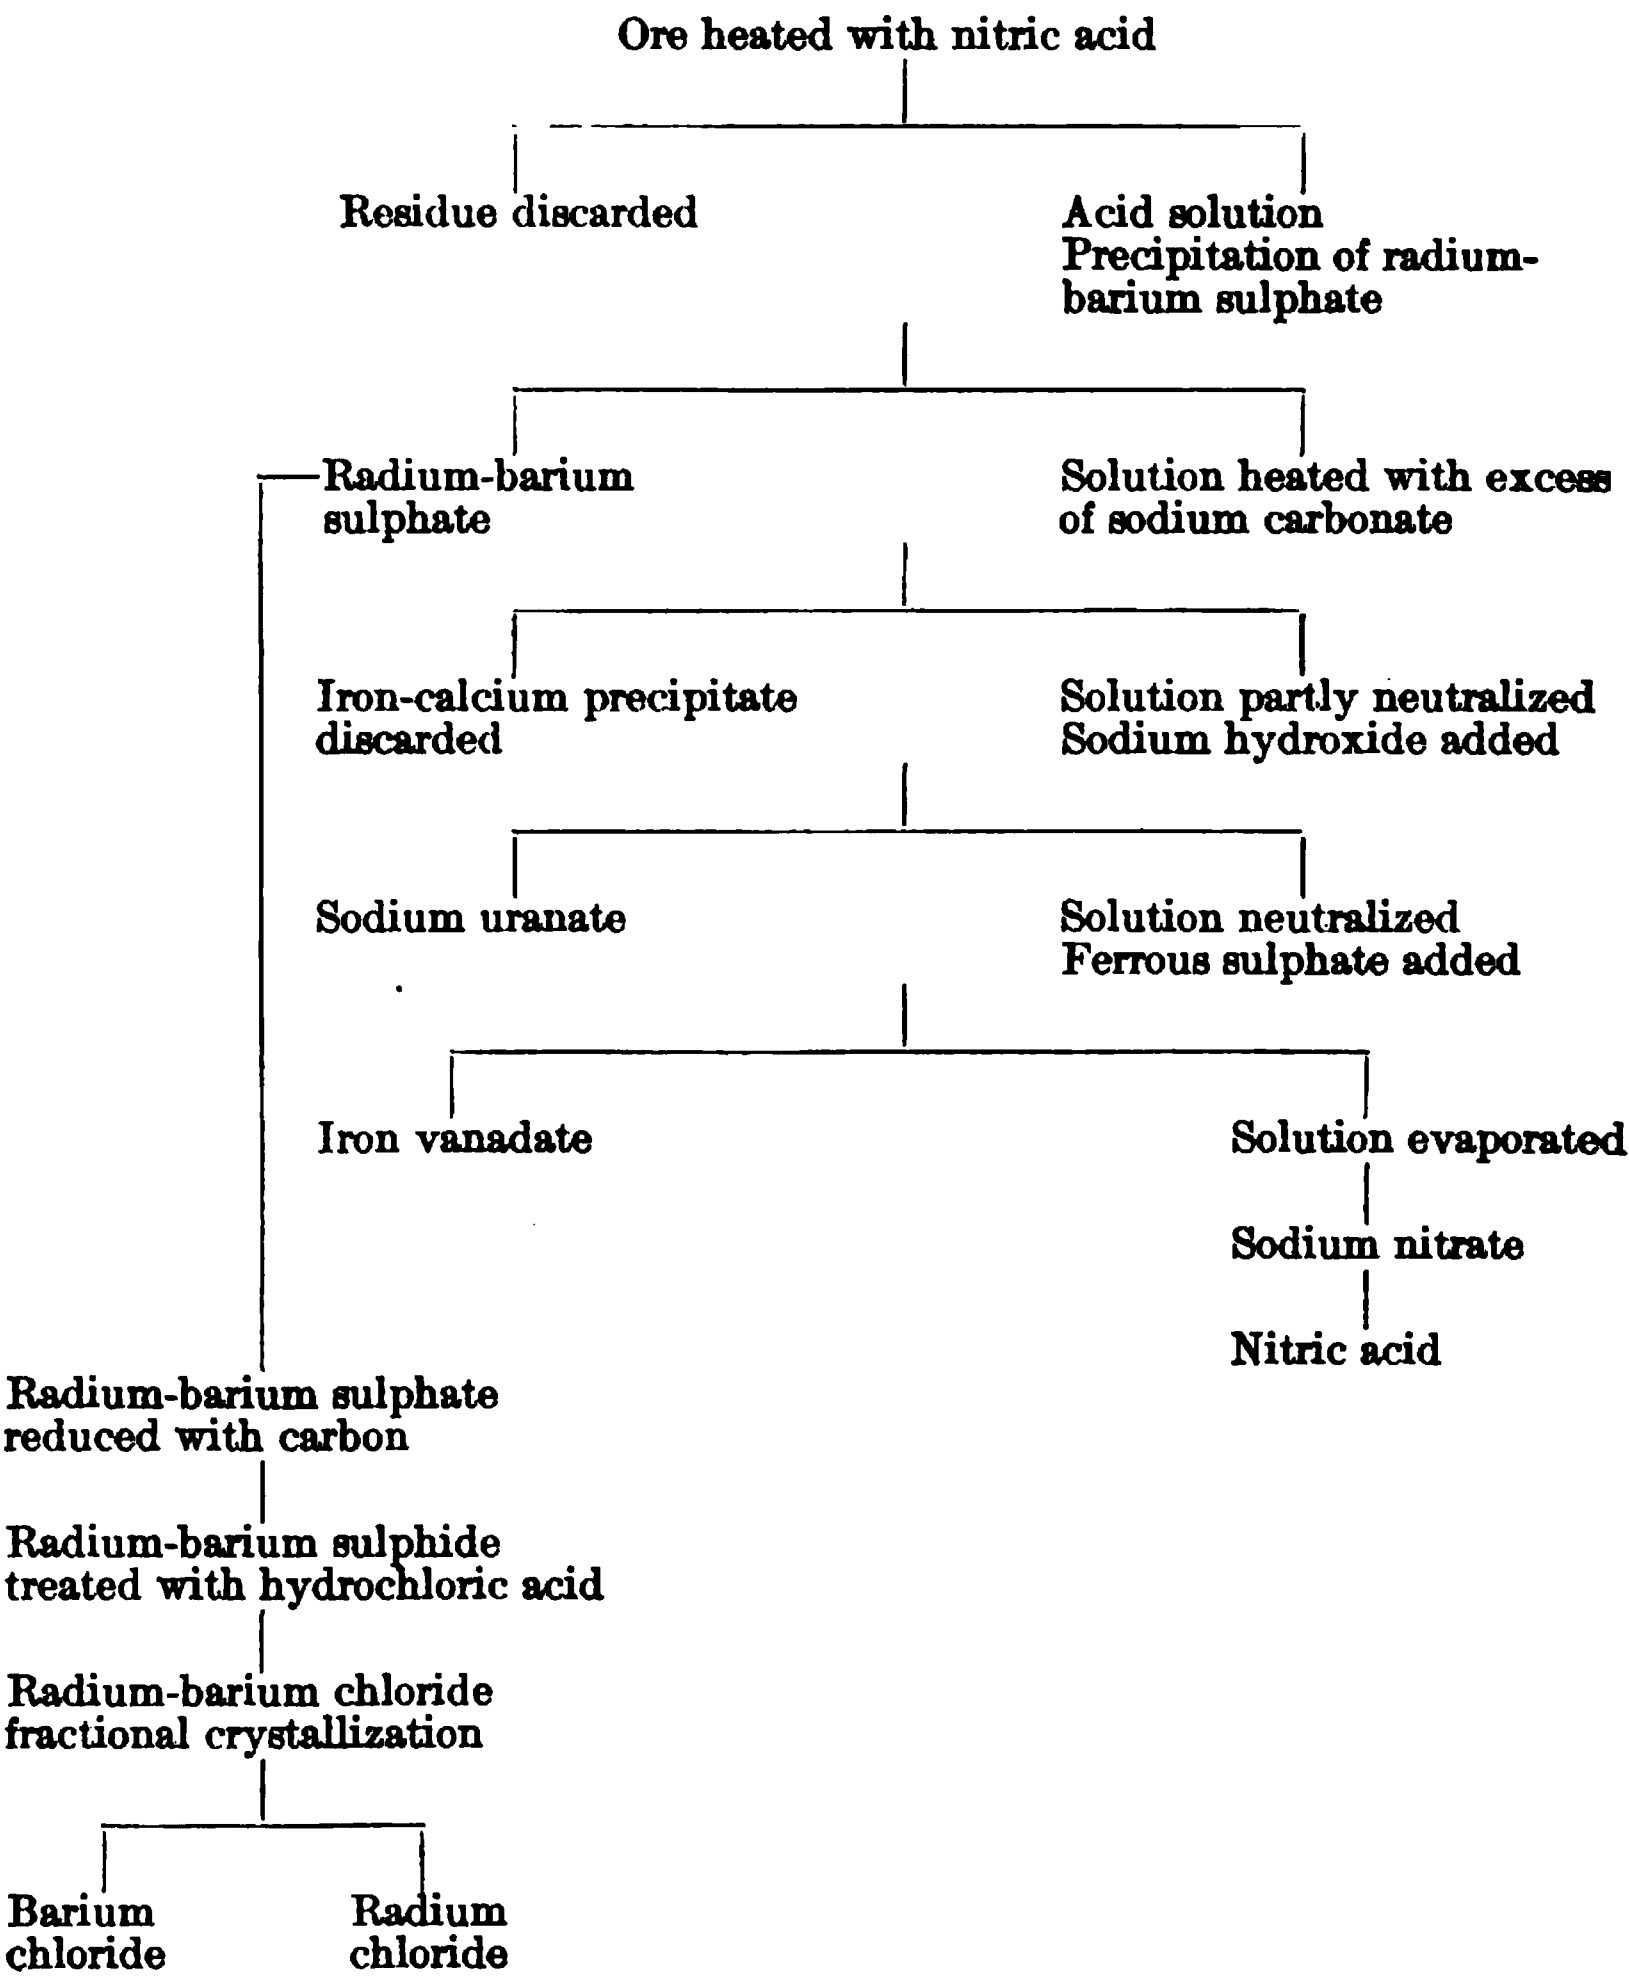 Ore heated with nitric acid
Residue discarded
Acid solution
Precipitation of radium-
barium sulphate
Radium-barium
sulphate
Solution heated with excess
of sodium carbonate
Iron-calcium precipitate
discarded
Solution partly neutralized
Sodium hydroxide added
Sodium uranate
Solution neutralized
Ferrous sulphate added
Iron vanadate
Solution evaporated
Sodium nitrate
Nitric acid
Radium-barium sulphate
reduced with carbon
Radium-barium sulphide
treated with hydrochloric acid
Radium-barium chloride
fractional crystallization
Barium
chloride
Radium
chloride